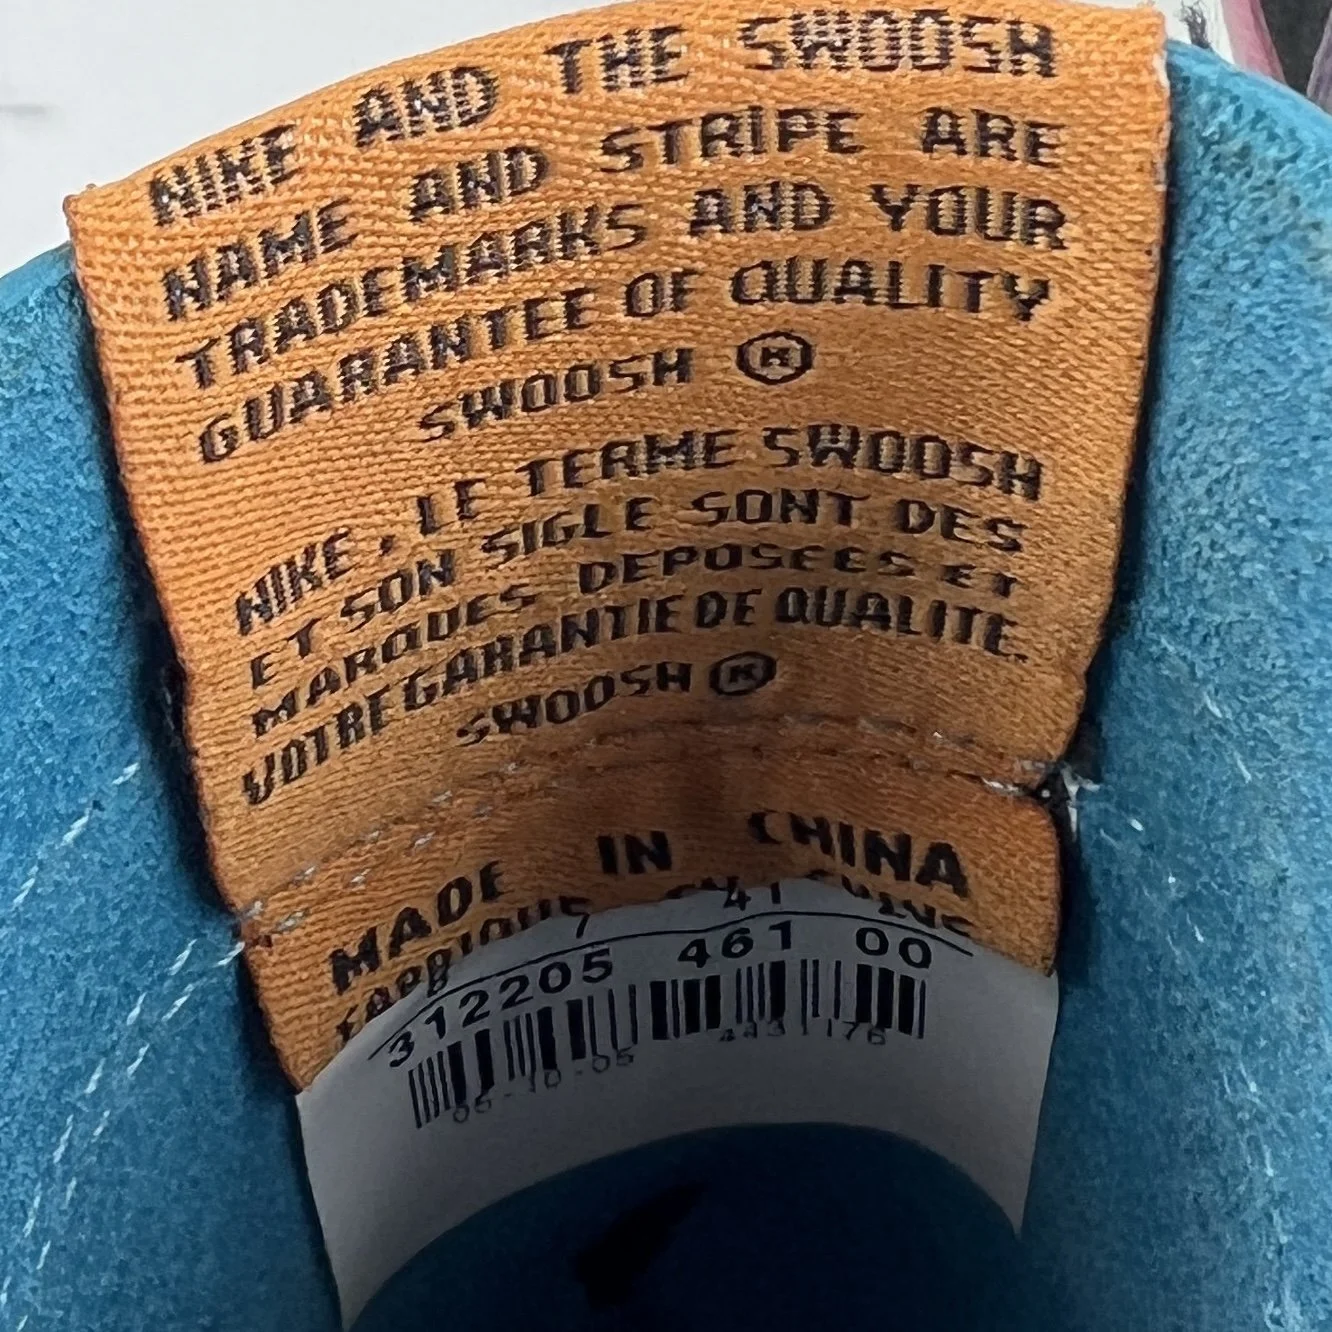 NIKE AND THE SWOOSH
NAME AND STRIPE ARE
TRADEMARKS AND YOUR
GUARANTEE OF QUALITY
SWOOSH ®
NIKE, LE TERME SWOOSH
ET SON SIGLE SONT DES
MARQUES DEPOSEES ET
VOTRE GARANTIE DE QUALITE.
SWOOSH ®
MADE IN CHINA
7 41
312205 461 00